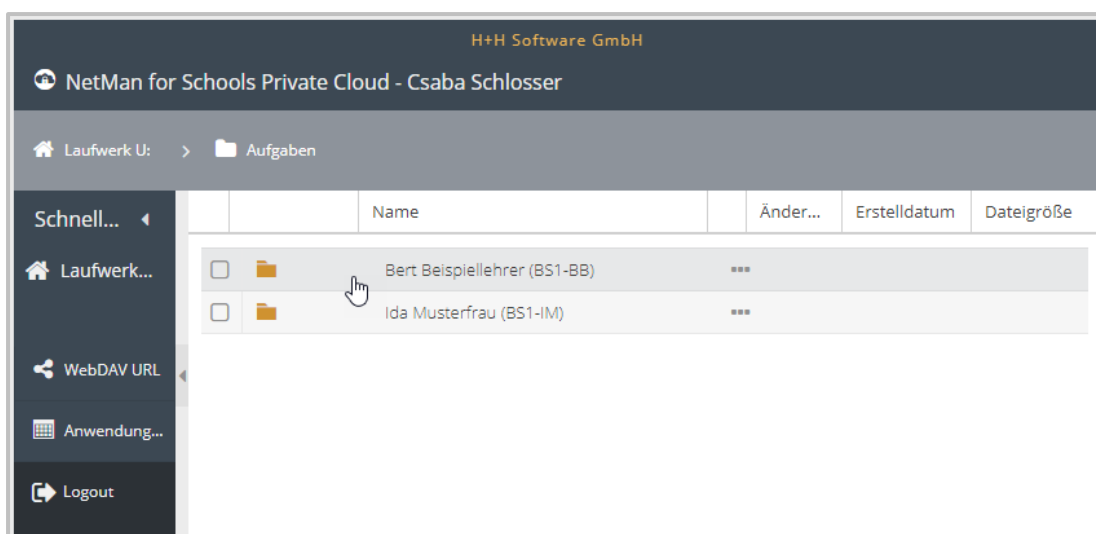 H+H Software GmbH
NetMan for Schools Private Cloud - Csaba Schlosser
Laufwerk U: > Aufgaben
Schnell...
Name Änder... Erstelldatum Dateigröße
Laufwerk...
Bert Beispiellehrer (BS1-BB)
Ida Musterfrau (BS1-IM)
WebDAV URL
Anwendung...
Logout